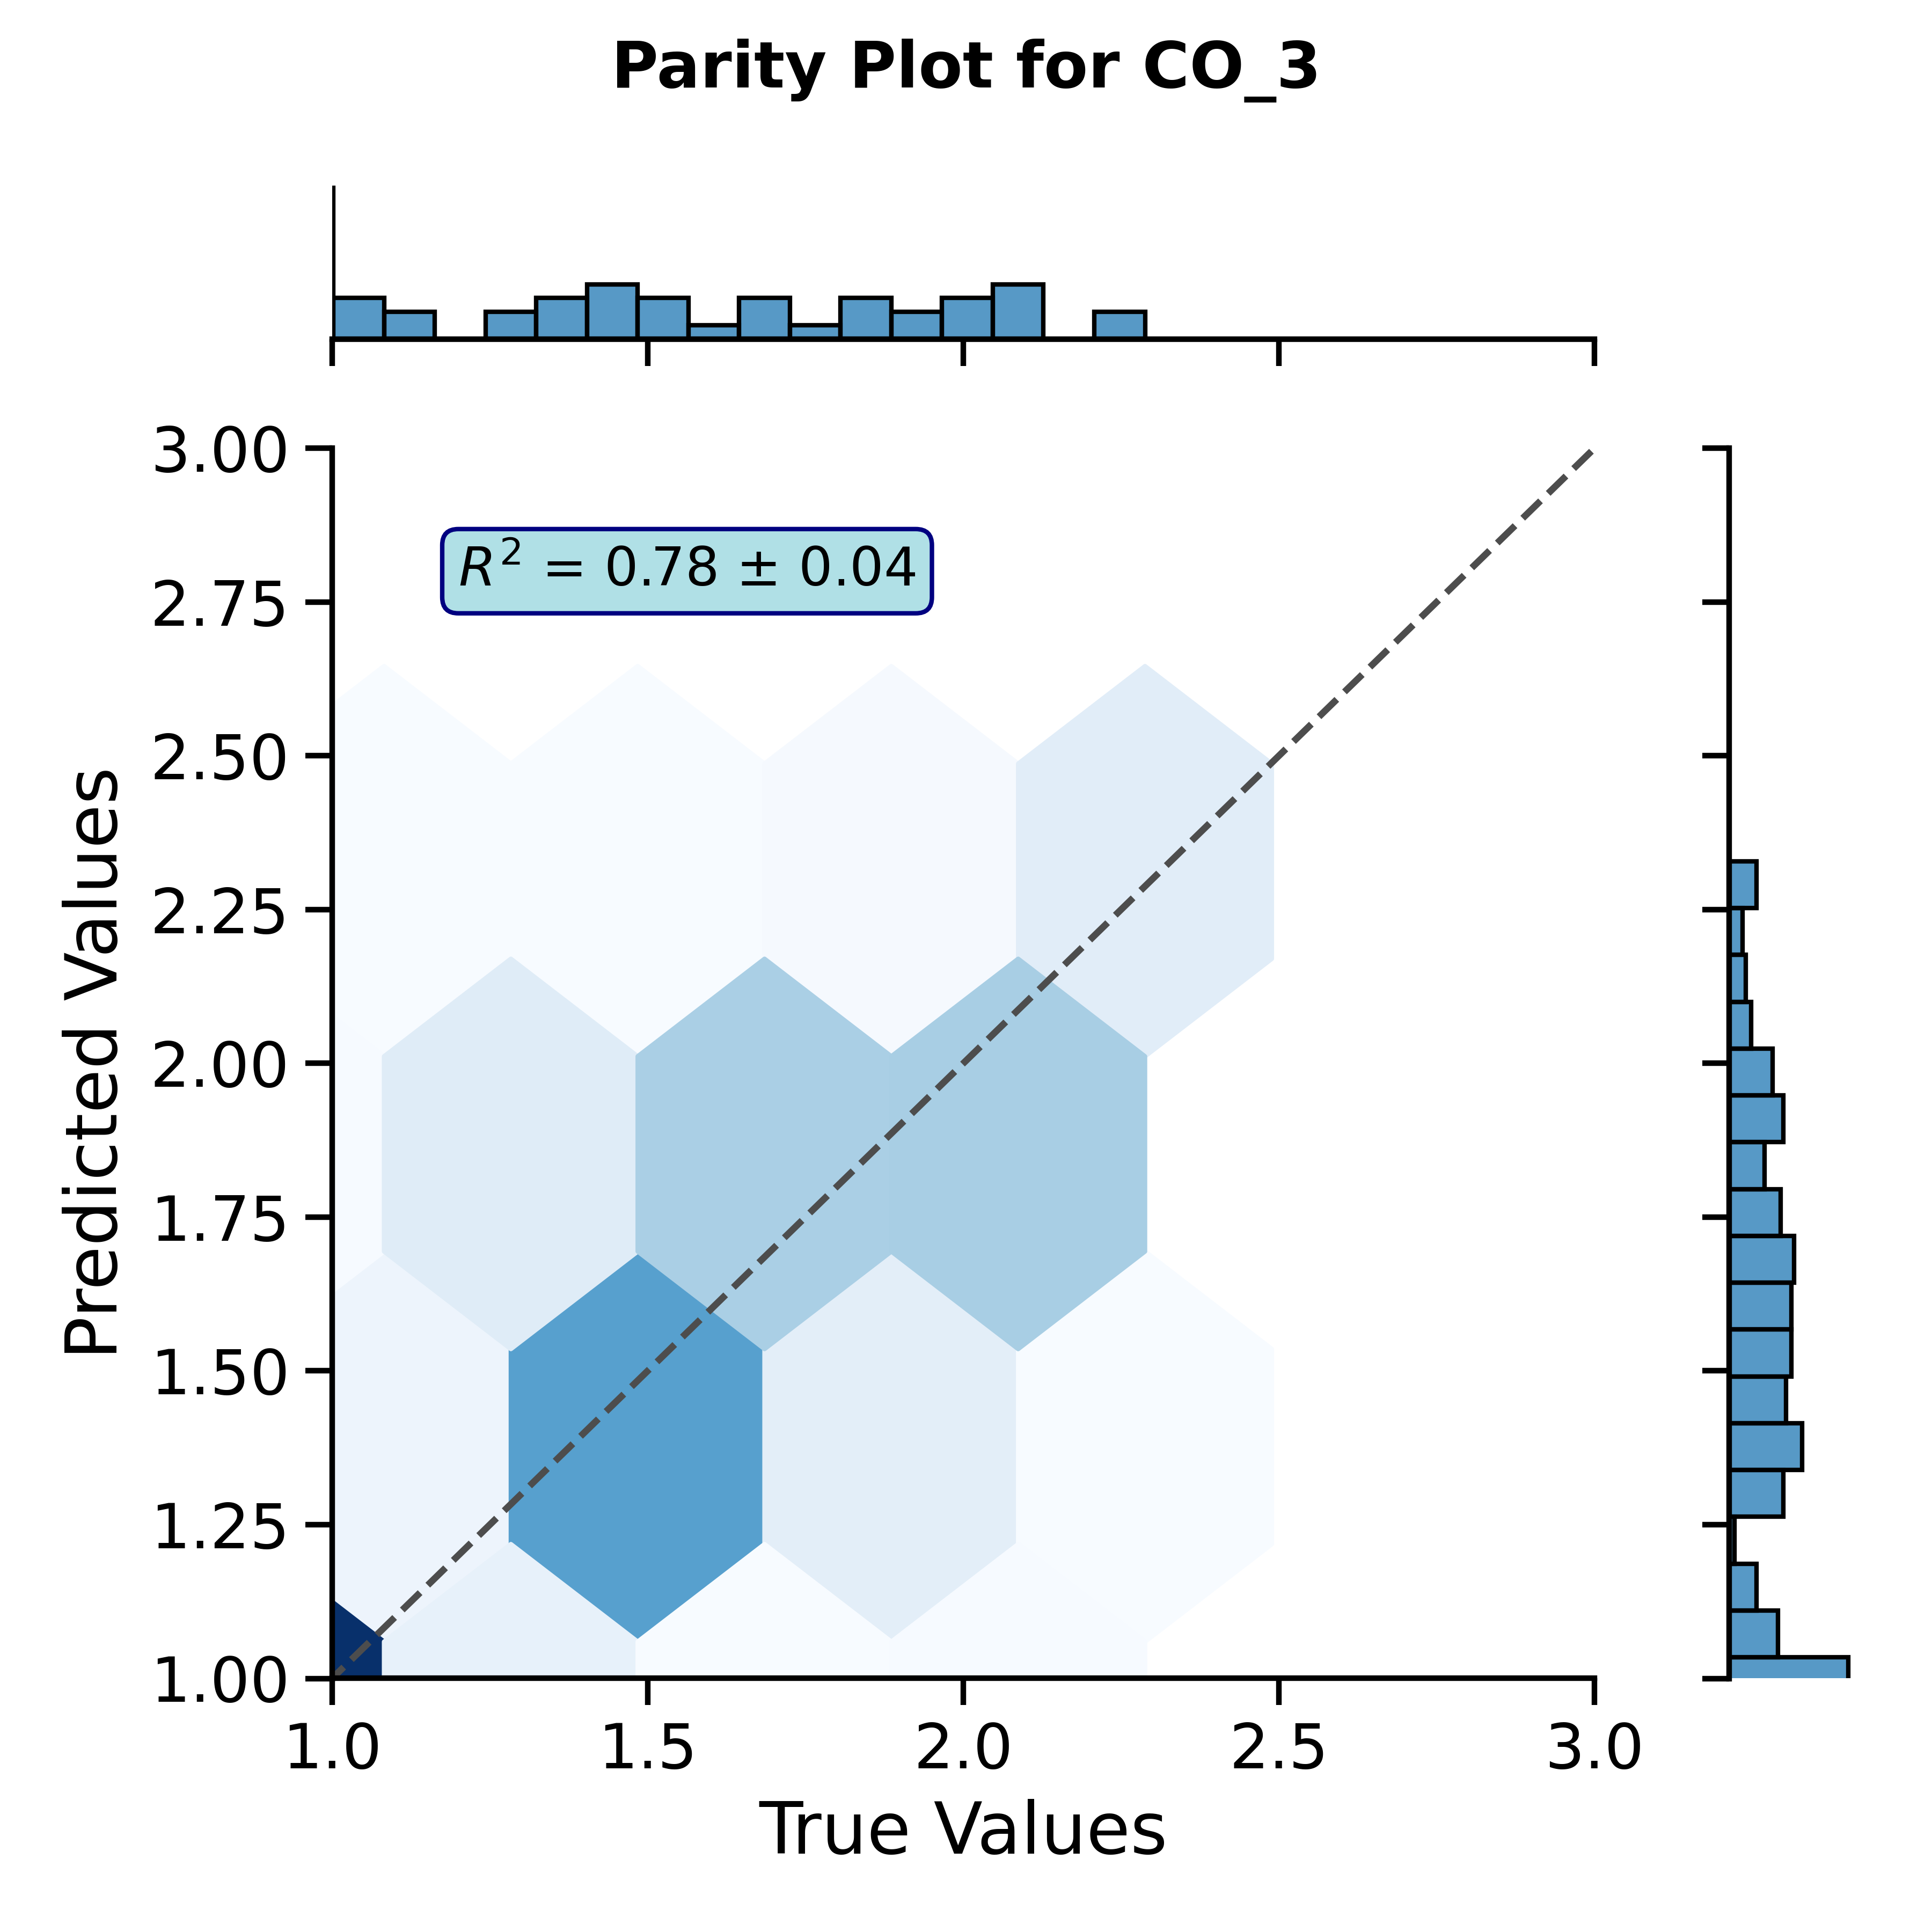 Parity Plot for CO_3
R² = 0.78 ± 0.04
Predicted Values
3.00
2.75
2.50
2.25
2.00
1.75
1.50
1.25
1.00
1.0 1.5 2.0 2.5 3.0
True Values